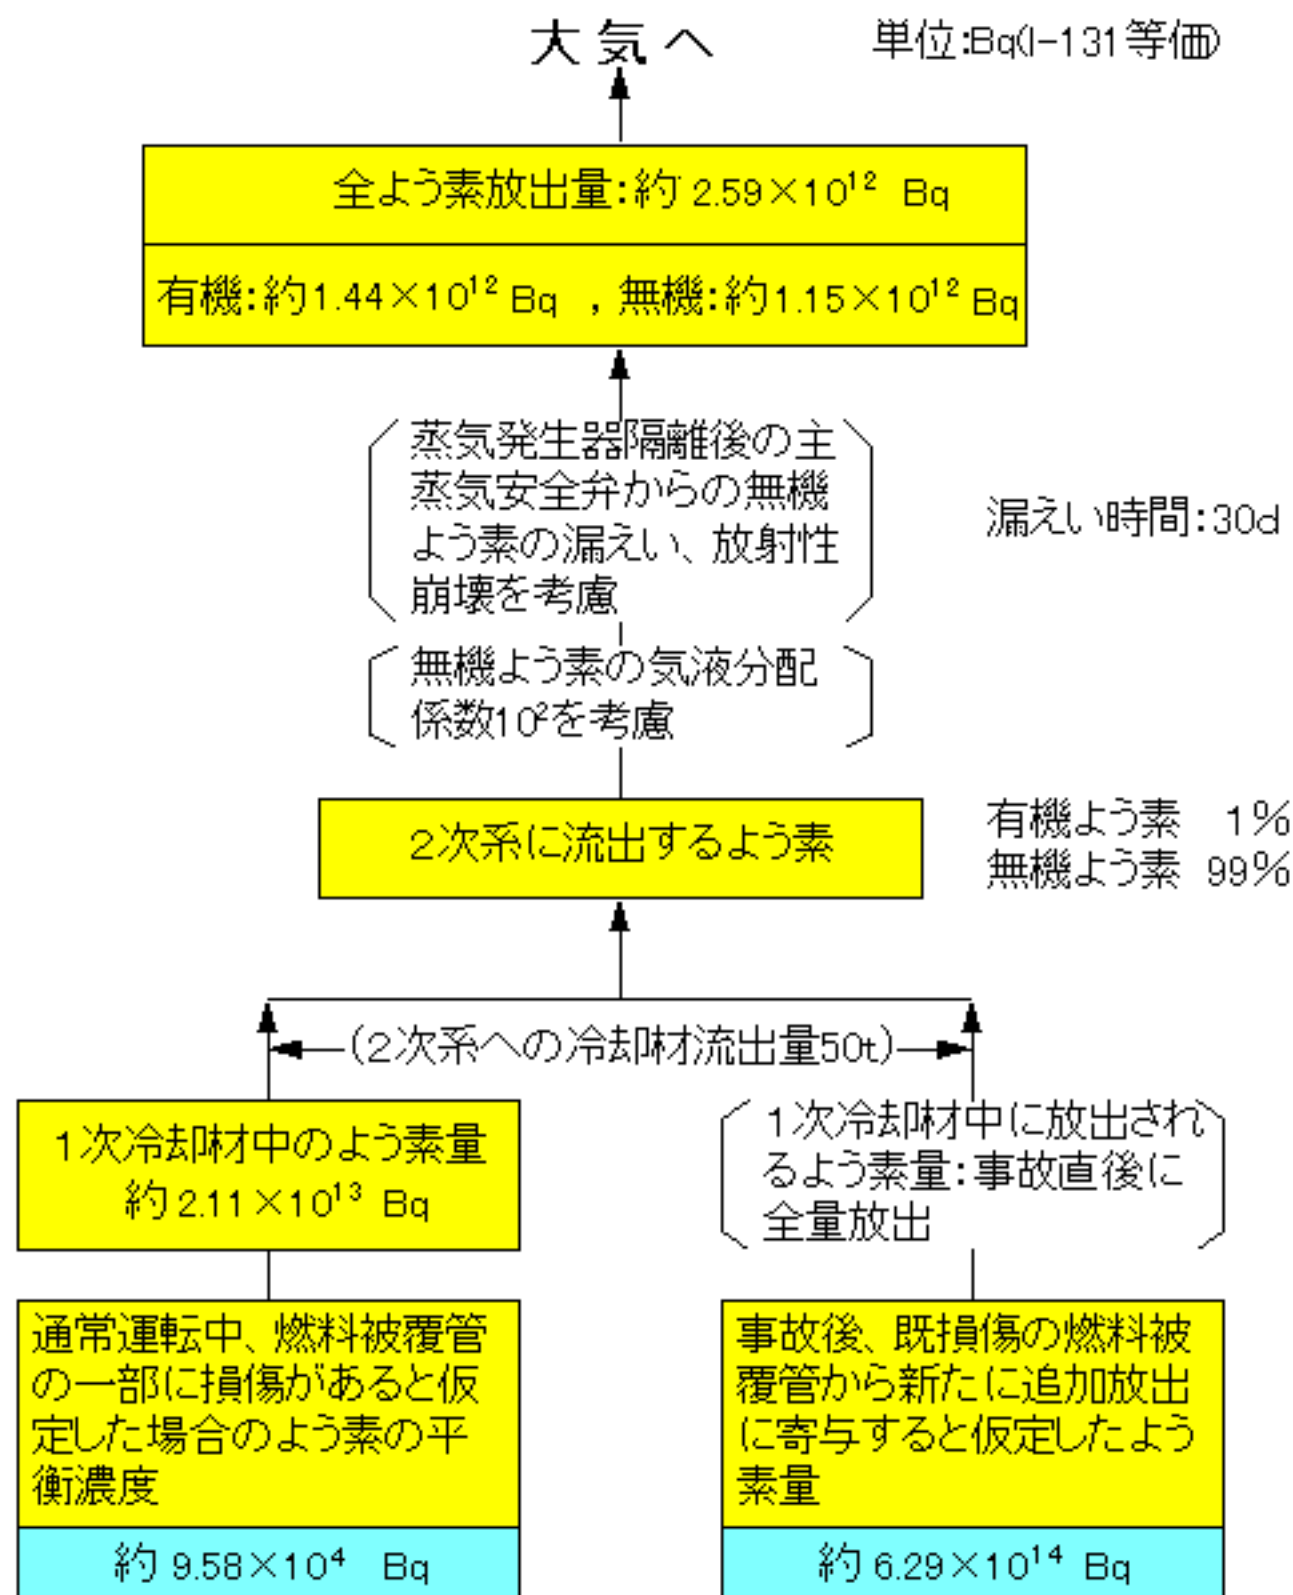 大気へ
単位:Bq(I-131等価)
全よう素放出量:約2.59×10¹² Bq
有機:約1.44×10¹² Bq ，無機:約1.15×10¹² Bq
蒸気発生器隔離後の主
蒸気安全弁からの無機
よう素の漏えい、放射性
崩壊を考慮
漏えい時間:30d
無機よう素の気液分配
係数10²を考慮
2次系に流出するよう素
有機よう素 1%
無機よう素 99%
(2次系への冷却材流出量50t)
1次冷却材中のよう素量
約2.11×10¹³ Bq
1次冷却材中に放出され
るよう素量:事故直後に
全量放出
通常運転中、燃料被覆管
の一部に損傷があると仮
定した場合のよう素の平
衡濃度
約 9.58×10⁴ Bq
事故後、既損傷の燃料被
覆管から新たに追加放出
に寄与すると仮定したよう
素量
約 6.29×10¹⁴ Bq